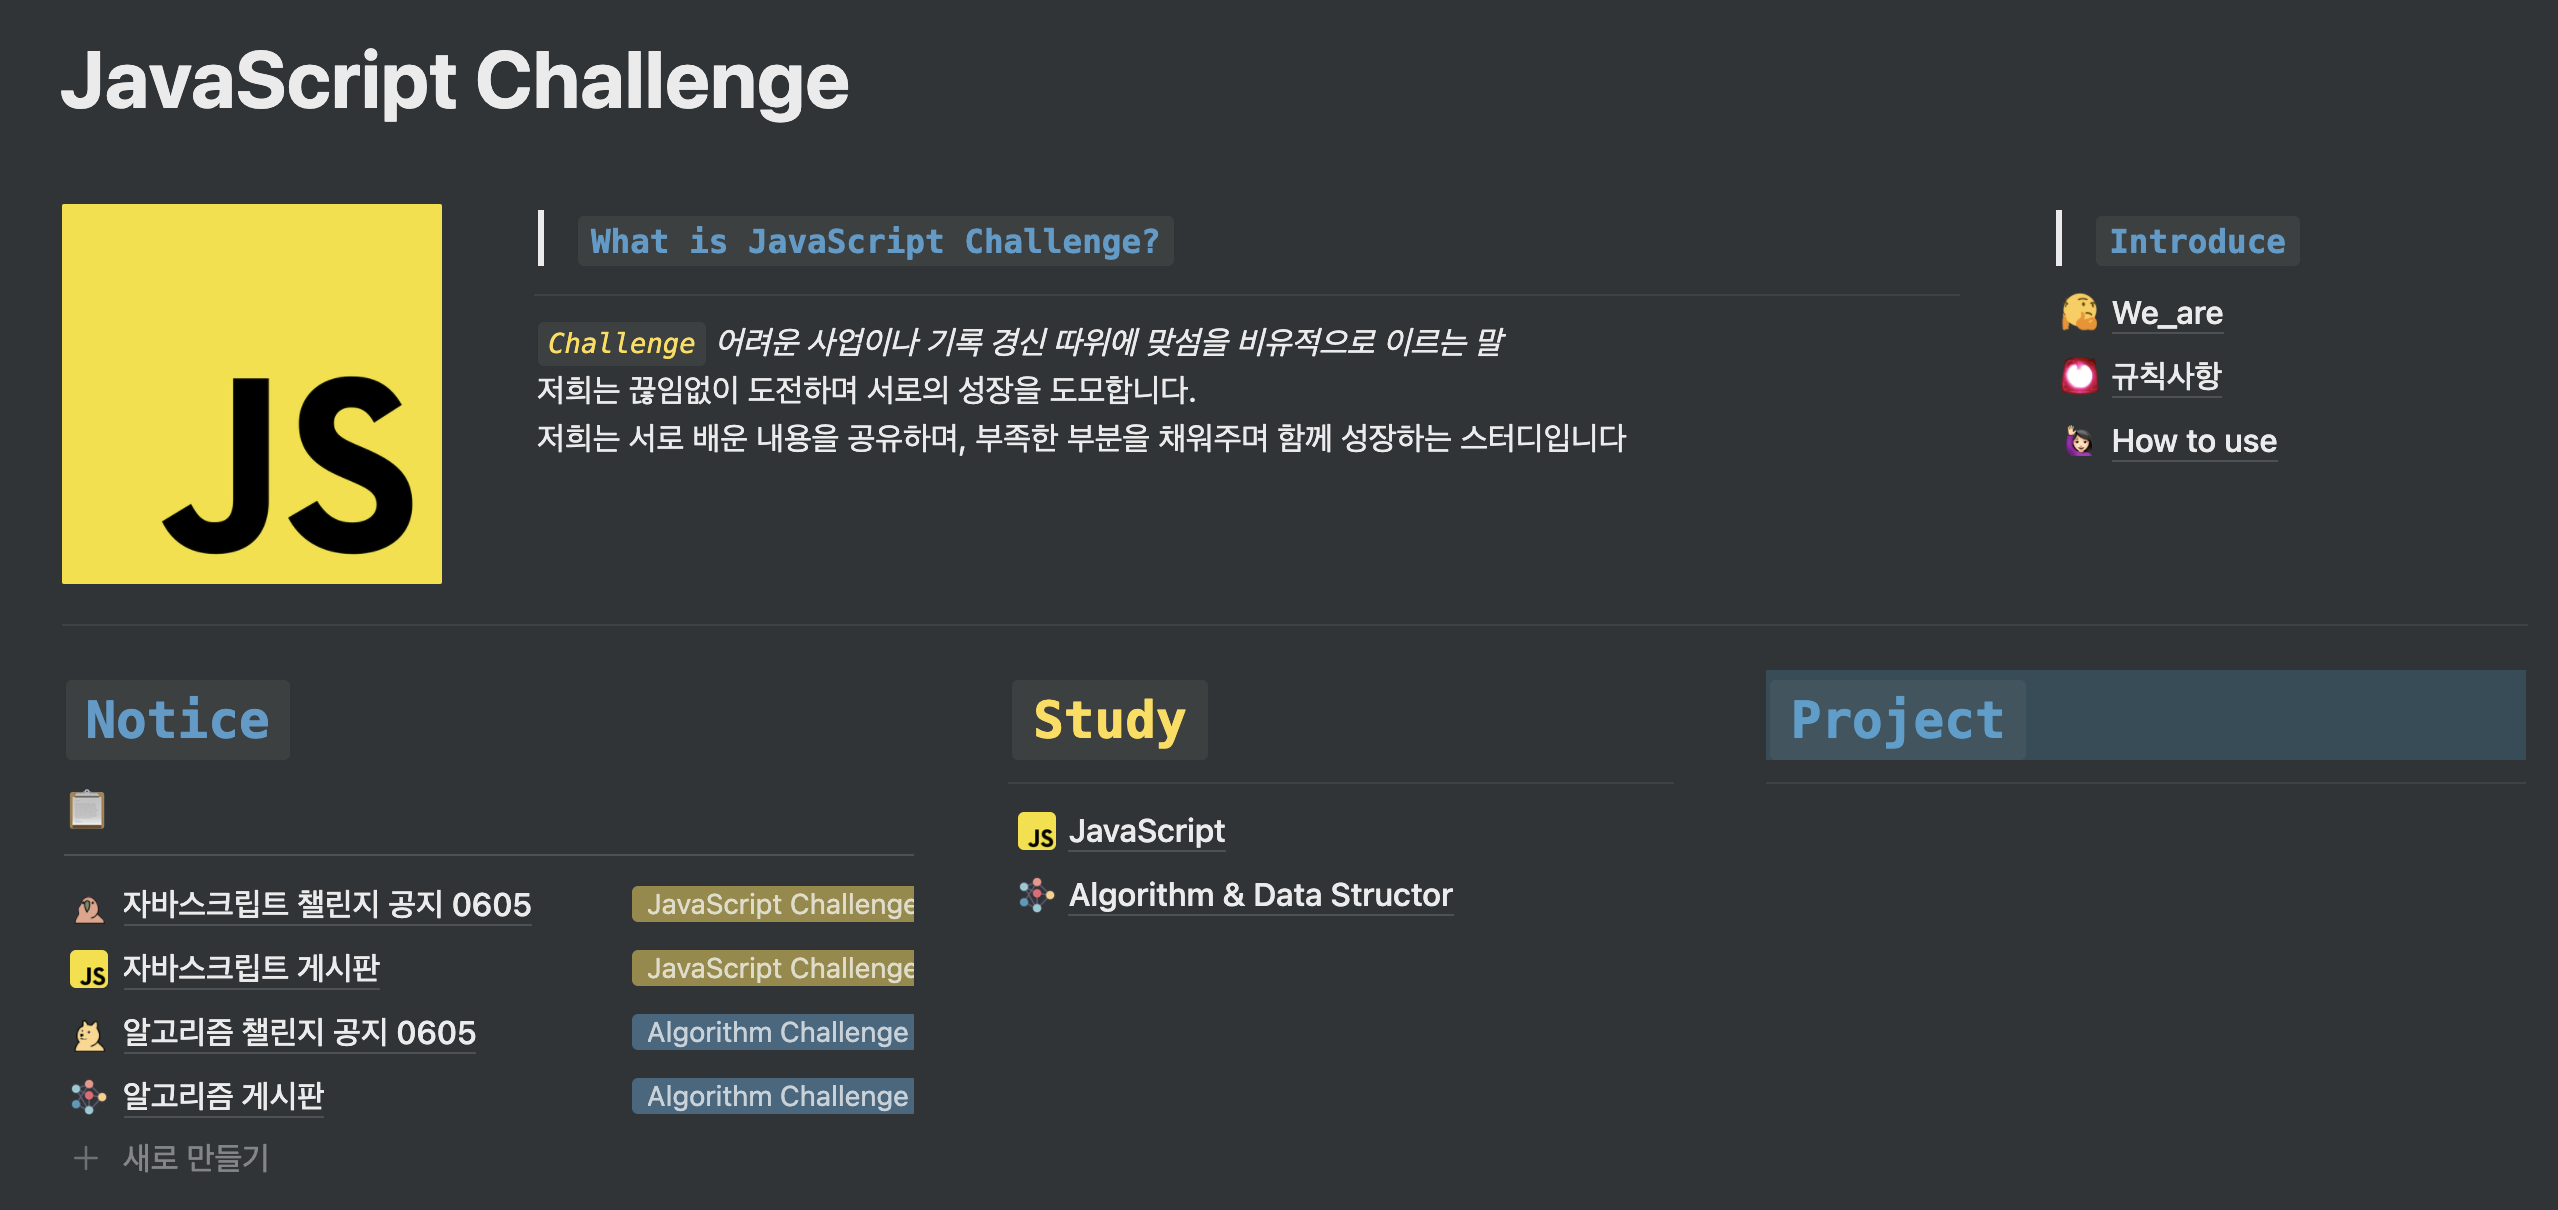 JavaScript Challenge
JS
What is JavaScript Challenge?
Challenge 어려운 사업이나 기록 경신 따위에 맞섬을 비유적으로 이르는 말
저희는 끊임없이 도전하며 서로의 성장을 도모합니다.
저희는 서로 배운 내용을 공유하며, 부족한 부분을 채워주며 함께 성장하는 스터디입니다
Introduce
We_are
규칙사항
How to use
Notice
자바스크립트 챌린지 공지 0605 JavaScript Challenge
JS 자바스크립트 게시판 JavaScript Challenge
알고리즘 챌린지 공지 0605 Algorithm Challenge
알고리즘 게시판 Algorithm Challenge
+ 새로 만들기
Study
JS JavaScript
Algorithm & Data Structor
Project